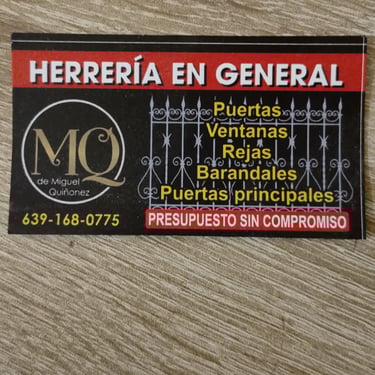 HERRERÍA EN GENERAL
MQ
de Miguel
Quiñonez
639-168-0775
Puertas
Ventanas
Rejas
Barandales
Puertas principales
PRESUPUESTO SIN COMPROMISO